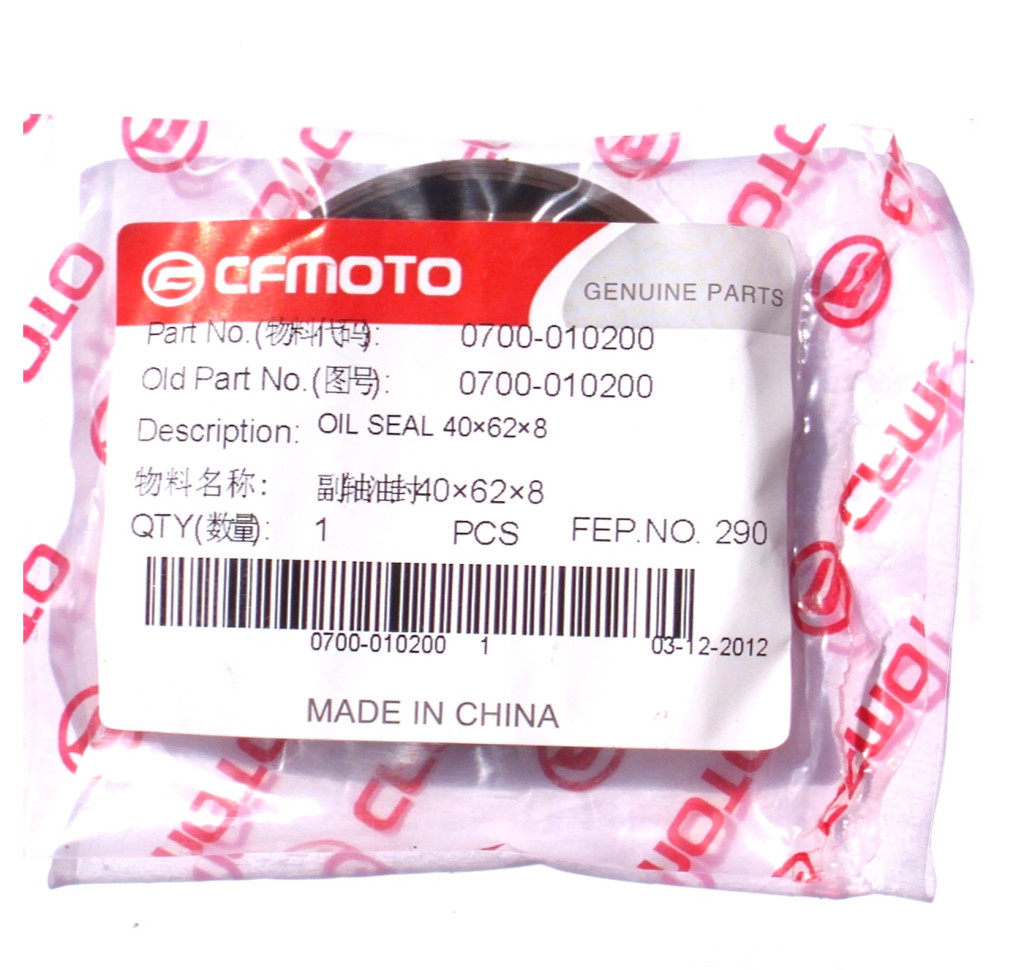 CFMOTO
GENUINE PARTS
Part No.(物料代码): 0700-010200
Old Part No.(图号): 0700-010200
Description: OIL SEAL 40×62×8
物料名称: 副轴油封40×62×8
QTY(数量): 1 PCS FEP.NO. 290
0700-010200 1 03-12-2012
MADE IN CHINA